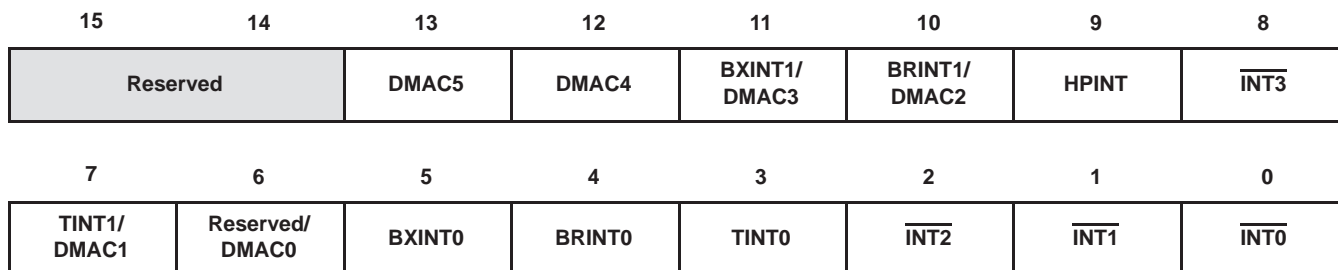 15 14 13 12 11 10 9 8
Reserved DMAC5 DMAC4 BXINT1/ BRINT1/ HPINT INT3
DMAC3 DMAC2
7 6 5 4 3 2 1 0
TINT1/ Reserved/ BXINT0 BRINT0 TINT0 INT2 INT1 INT0
DMAC1 DMAC0